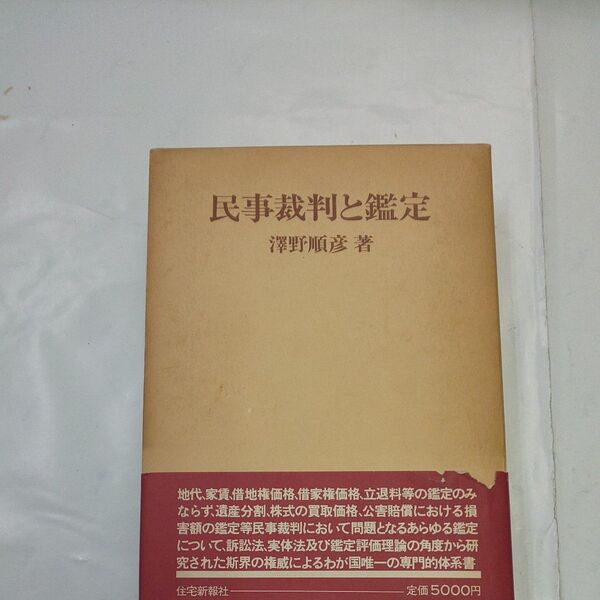 民事裁判と鑑定
澤野順彦 著
地代、家賃、借地権価格、借家権価格、立退料等の鑑定のみ
ならず、遺産分割、株式の買取価格、公害賠償における損
害額の鑑定等民事裁判において問題となるあらゆる鑑定
について、訴訟法、実体法及び鑑定評価理論の角度から研
究された斯界の権威によるわが国唯一の専門的体系書
住宅新報社 定価5000円